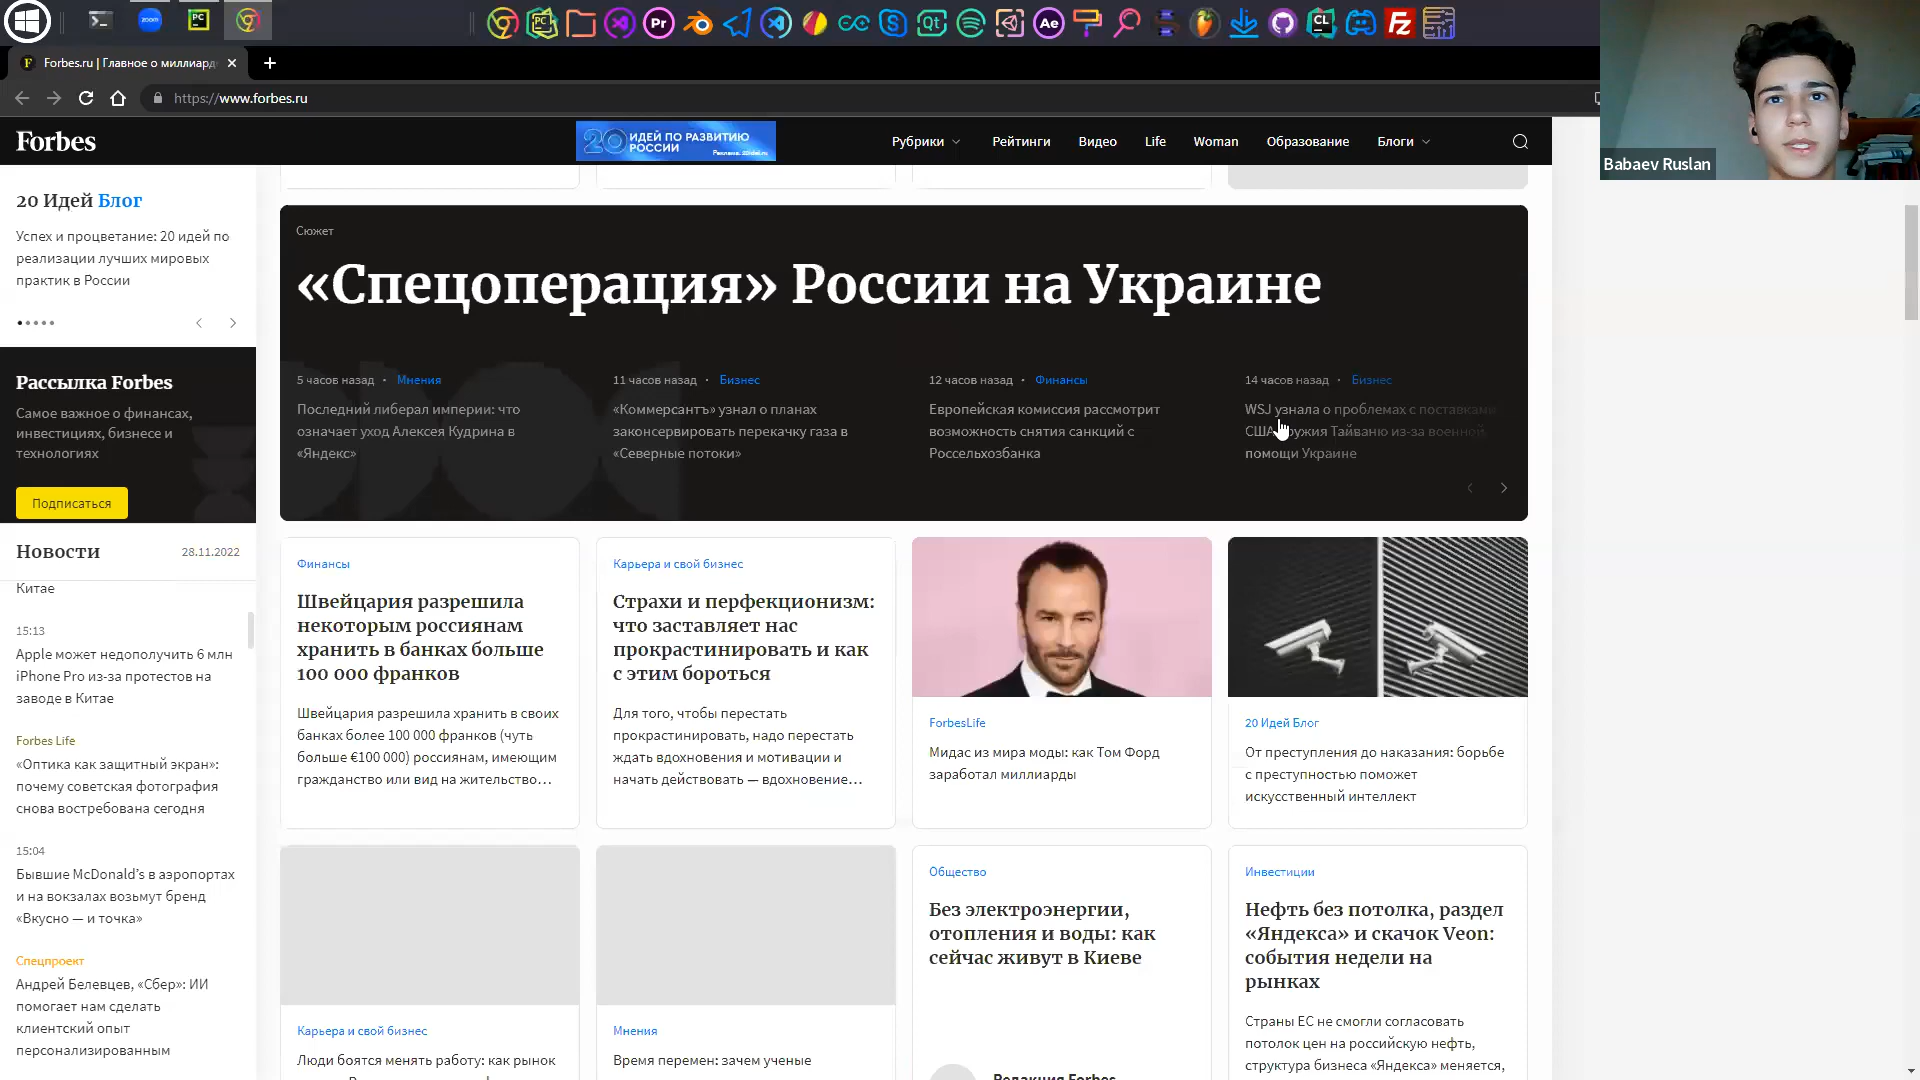 Forbes.ru | Главное о миллиард
https://www.forbes.ru
Babaev Ruslan
Forbes
20 ИДЕЙ ПО РАЗВИТИЮ
РОССИИ
Реклама. 20idei.ru
Рубрики
Рейтинги
Видео
Life
Woman
Образование
Блоги
20 Идей Блог
Успех и процветание: 20 идей по
реализации лучших мировых
практик в России
Рассылка Forbes
Самое важное о финансах,
инвестициях, бизнесе и
технологиях
Подписаться
Новости 28.11.2022
Китае
15:13
Apple может недополучить 6 млн
iPhone Pro из-за протестов на
заводе в Китае
Forbes Life
«Оптика как защитный экран»:
почему советская фотография
снова востребована сегодня
15:04
Бывшие McDonald's в аэропортах
и на вокзалах возьмут бренд
«Вкусно — и точка»
Спецпроект
Андрей Белевцев, «Сбер»: ИИ
помогает нам сделать
клиентский опыт
персонализированным
Сюжет
«Спецоперация» России на Украине
5 часов назад • Мнения
Последний либерал империи: что
означает уход Алексея Кудрина в
«Яндекс»
11 часов назад • Бизнес
«Коммерсантъ» узнал о планах
законсервировать перекачку газа в
«Северные потоки»
12 часов назад • Финансы
Европейская комиссия рассмотрит
возможность снятия санкций с
Россельхозбанка
14 часов назад • Бизнес
WSJ узнала о проблемах с поставками
США оружия Тайваню из-за военной
помощи Украине
Финансы
Швейцария разрешила
некоторым россиянам
хранить в банках больше
100 000 франков
Швейцария разрешила хранить в своих
банках более 100 000 франков (чуть
больше €100 000) россиянам, имеющим
гражданство или вид на жительство...
Карьера и свой бизнес
Страхи и перфекционизм:
что заставляет нас
прокрастинировать и как
с этим бороться
Для того, чтобы перестать
прокрастинировать, надо перестать
ждать вдохновения и мотивации и
начать действовать — вдохновение...
ForbesLife
Мидас из мира моды: как Том Форд
заработал миллиарды
20 Идей Блог
От преступления до наказания: борьбе
с преступностью поможет
искусственный интеллект
Карьера и свой бизнес
Люди боятся менять работу: как рынок
Мнения
Время перемен: зачем ученые
Общество
Без электроэнергии,
отопления и воды: как
сейчас живут в Киеве
Редакция Forbes
Инвестиции
Нефть без потолка, раздел
«Яндекса» и скачок Veon:
события недели на
рынках
Страны ЕС не смогли согласовать
потолок цен на российскую нефть,
структура бизнеса «Яндекса» меняется,